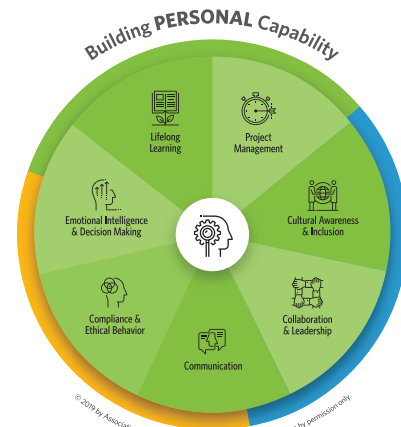 Building PERSONAL Capability
Lifelong
Learning
Project
Management
Emotional Intelligence
& Decision Making
Cultural Awareness
& Inclusion
Compliance &
Ethical Behavior
Collaboration
& Leadership
Communication
© 2019 by
by permission only.